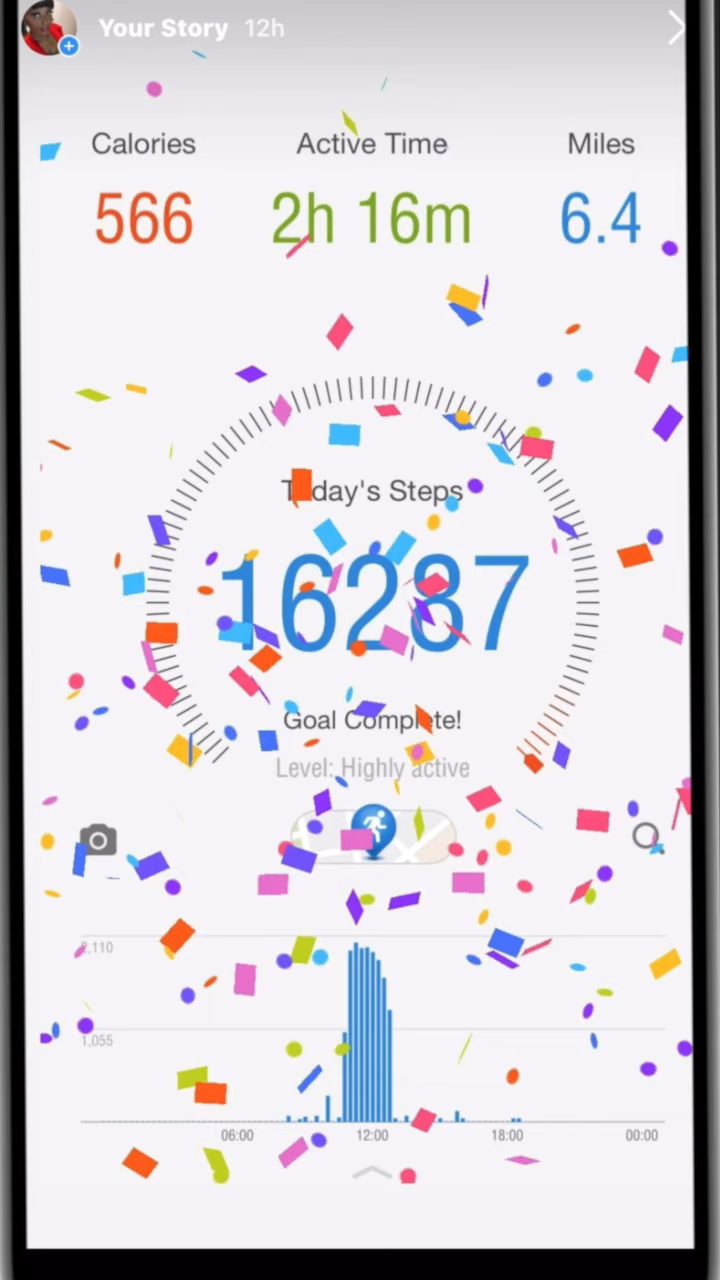 Your Story 12h
Calories Active Time Miles
566 2h 16m 6.4
Today's Steps
16287
Goal Complete!
Level: Highly active
2,110
1,055
06:00 12:00 18:00 00:00